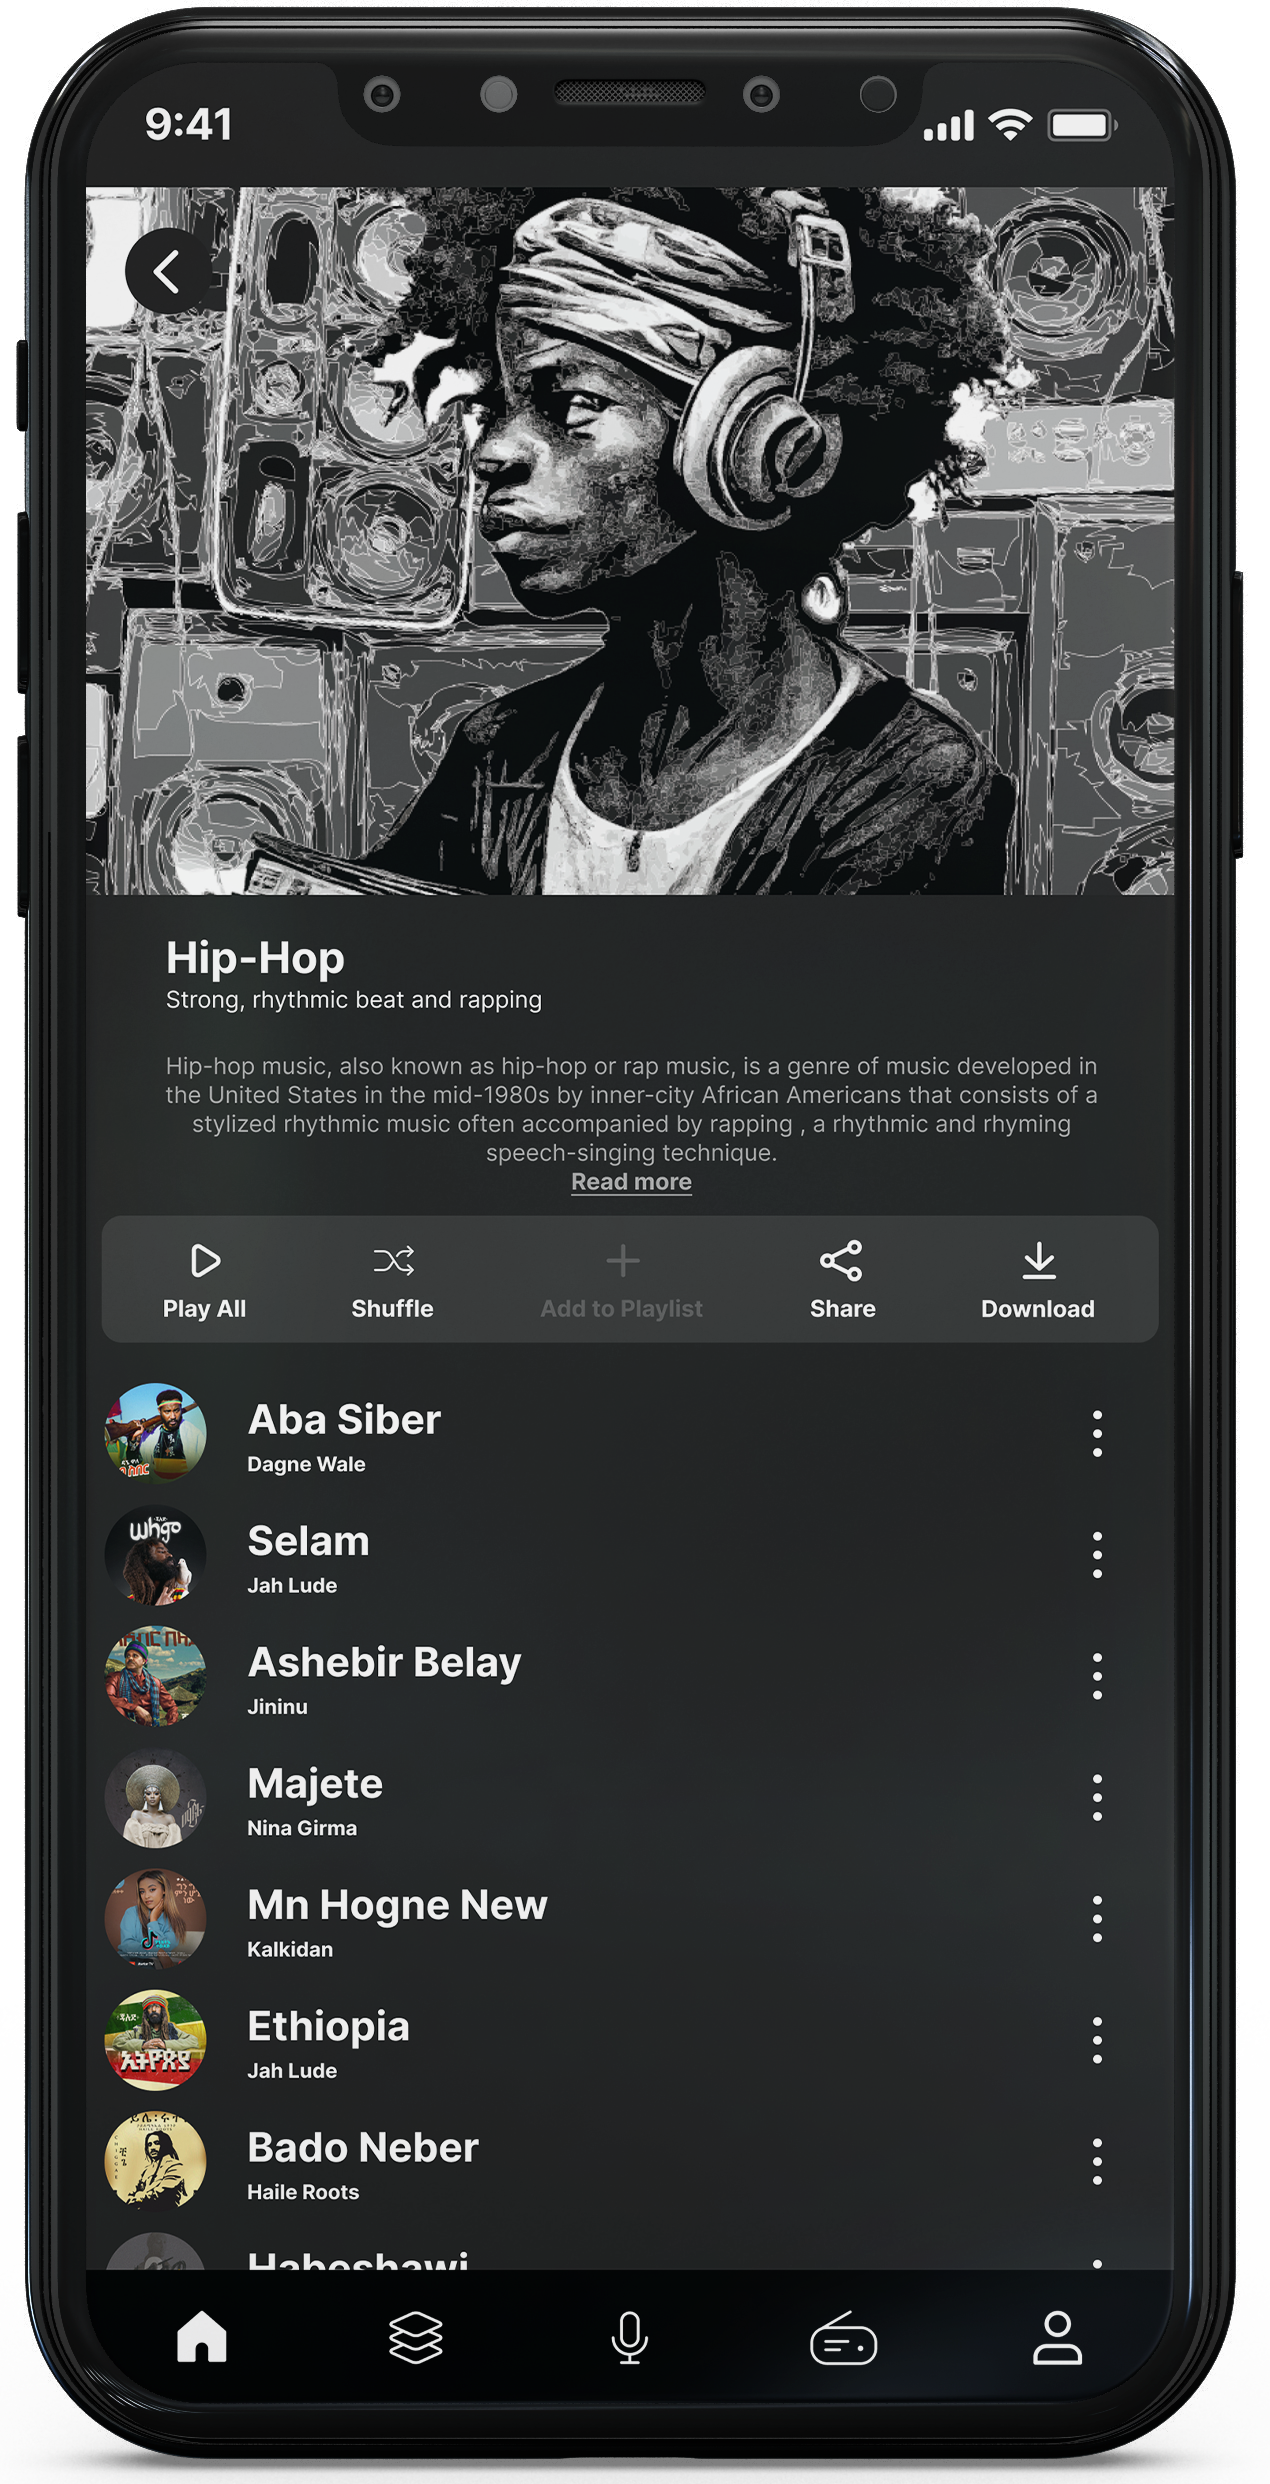 9:41
Hip-Hop
Strong, rhythmic beat and rapping
Hip-hop music, also known as hip-hop or rap music, is a genre of music developed in
the United States in the mid-1980s by inner-city African Americans that consists of a
stylized rhythmic music often accompanied by rapping , a rhythmic and rhyming
speech-singing technique.
Read more
Play All
Shuffle
Add to Playlist
Share
Download
Aba Siber
Dagne Wale
Selam
Jah Lude
Ashebir Belay
Jininu
Majete
Nina Girma
Mn Hogne New
Kalkidan
Ethiopia
Jah Lude
Bado Neber
Haile Roots
Habeshawi